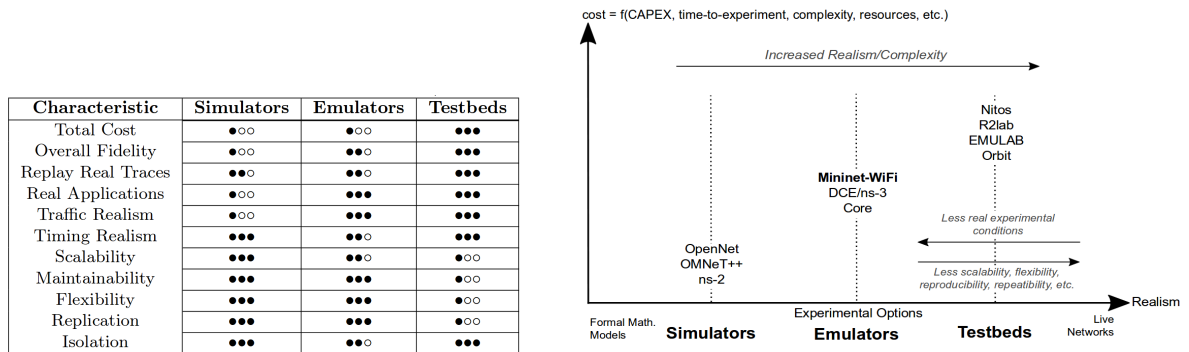 Characteristic Simulators Emulators Testbeds
Total Cost ●○○ ●○○ ●●●
Overall Fidelity ●○○ ●●○ ●●●
Replay Real Traces ●●○ ●●○ ●●●
Real Applications ●○○ ●●● ●●●
Traffic Realism ●○○ ●●● ●●●
Timing Realism ●●● ●●○ ●●●
Scalability ●●● ●●○ ●○○
Maintainability ●●● ●●● ●○○
Flexibility ●●● ●●● ●○○
Replication ●●● ●●● ●○○
Isolation ●●● ●●○ ●●●
cost = f(CAPEX, time-to-experiment, complexity, resources, etc.)
Increased Realism/Complexity
Nitos
R2lab
EMULAB
Orbit
Mininet-WiFi
DCE/ns-3
Core
Less real experimental
conditions
OpenNet
OMNeT++
ns-2
Less scalability, flexibility,
reproducibility, repeatibility, etc.
Realism
Experimental Options
Formal Math.
Models
Simulators
Emulators
Testbeds
Live
Networks